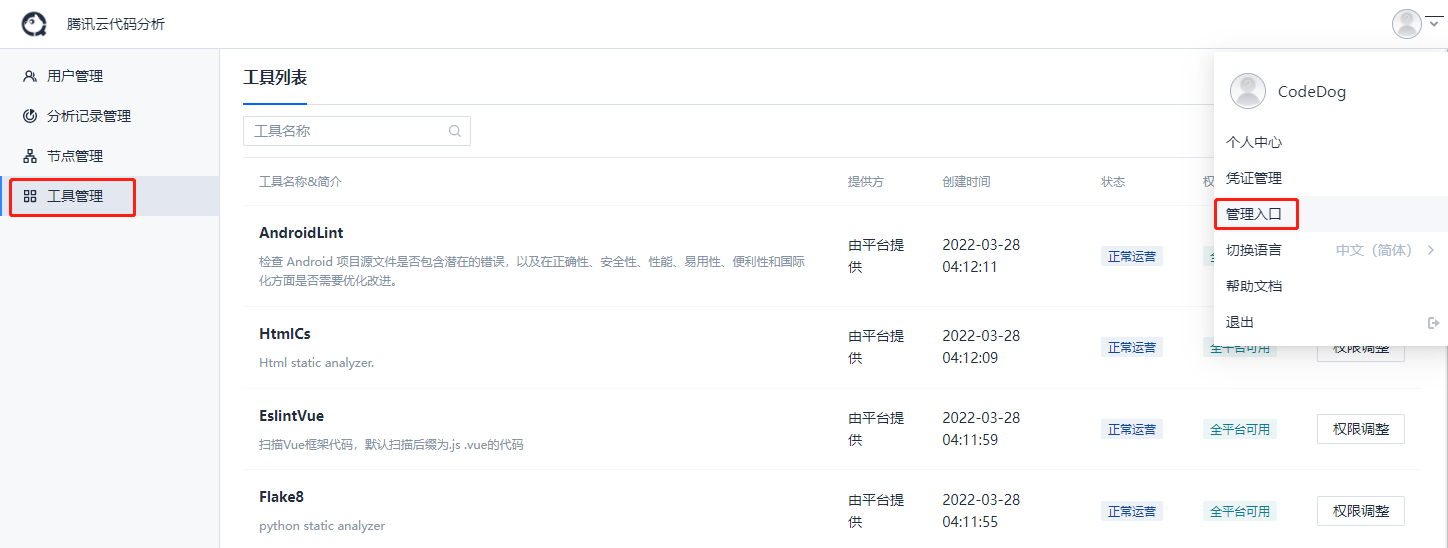 腾讯云代码分析
用户管理
分析记录管理
节点管理
工具管理
工具列表
工具名称
工具名称&简介
提供方
创建时间
状态
AndroidLint
检查 Android 项目源文件是否包含潜在的错误，以及在正确性、安全性、性能、易用性、便利性和国际
化方面是否需要优化改进。
由平台提
供
2022-03-28
04:12:11
正常运营
HtmlCs
Html static analyzer.
由平台提
供
2022-03-28
04:12:09
正常运营
全平台可用
权限调整
EslintVue
扫描Vue框架代码，默认扫描后缀为.js .vue的代码
由平台提
供
2022-03-28
04:11:59
正常运营
全平台可用
权限调整
Flake8
python static analyzer
由平台提
供
2022-03-28
04:11:55
正常运营
全平台可用
权限调整
CodeDog
个人中心
凭证管理
管理入口
切换语言
中文（简体）
帮助文档
退出